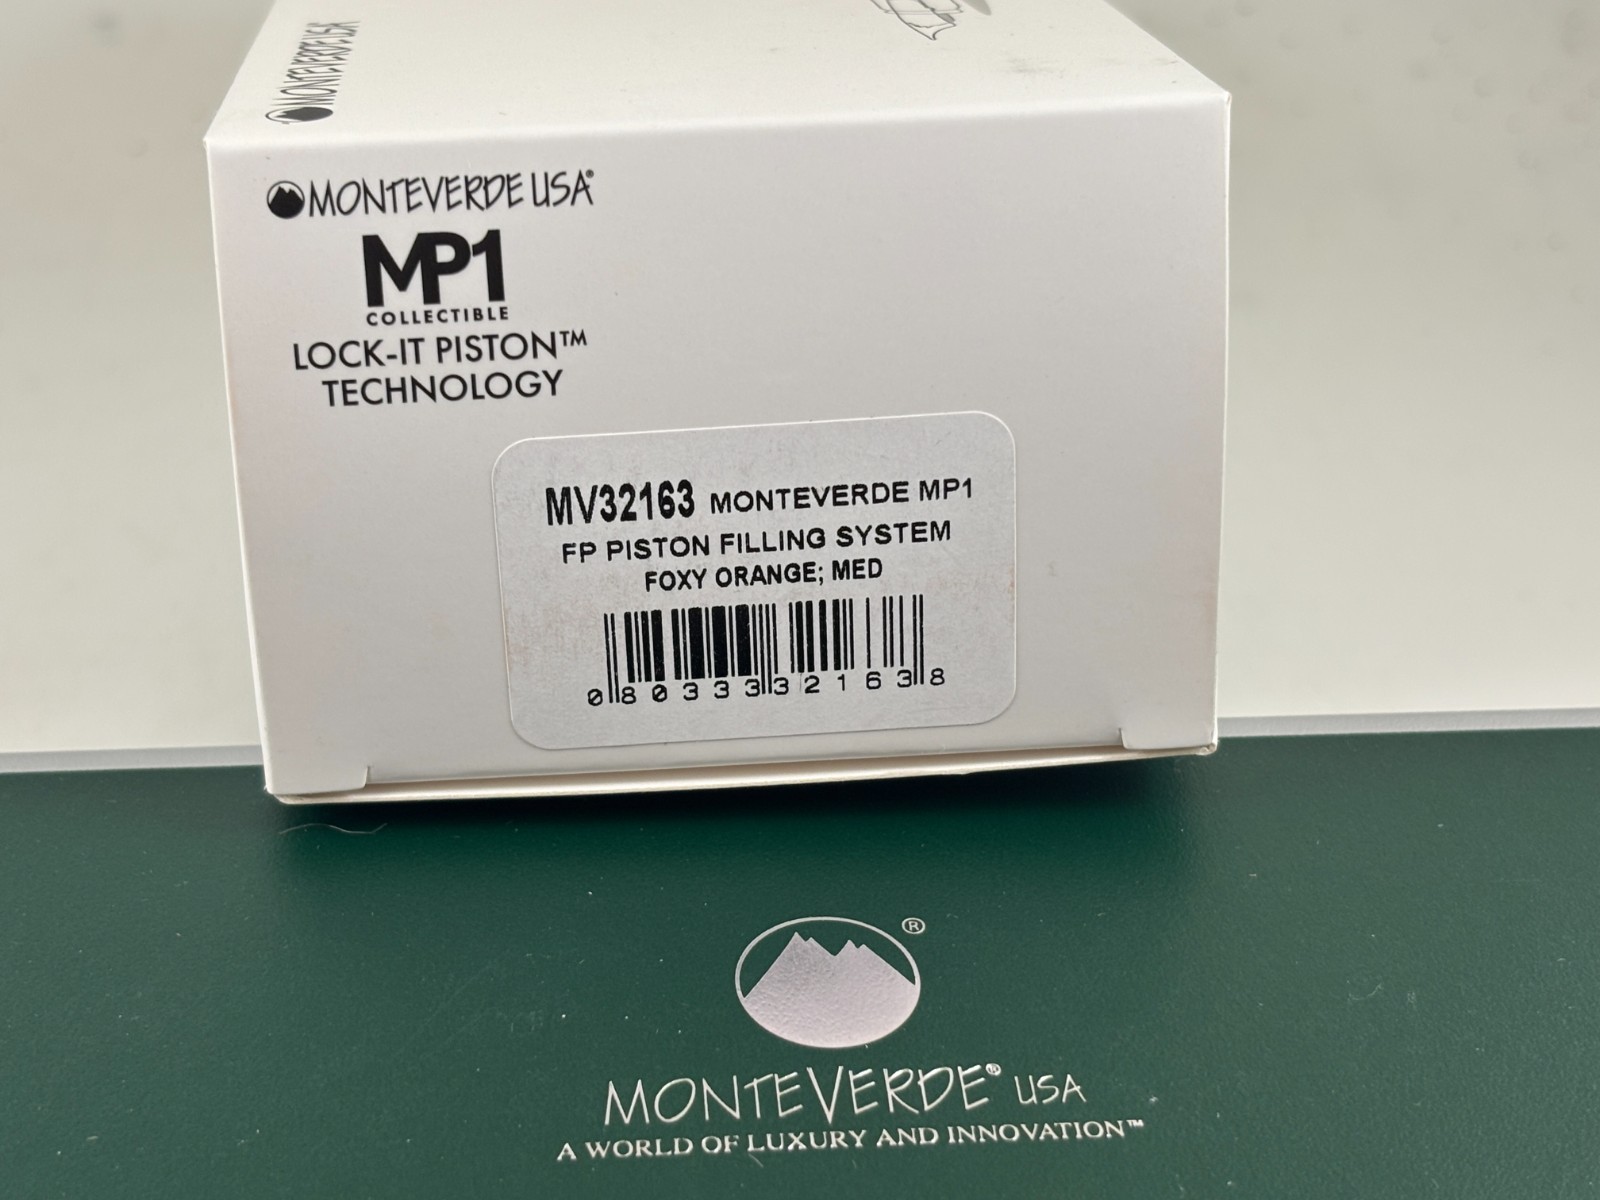 MONTEVERDE USA
MONTEVERDE USA®
MP1
COLLECTIBLE
LOCK-IT PISTON™
TECHNOLOGY
MV32163 MONTEVERDE MP1
FP PISTON FILLING SYSTEM
FOXY ORANGE; MED
0 80333 32163 8
®
MONTEVERDE® USA
A WORLD OF LUXURY AND INNOVATION™